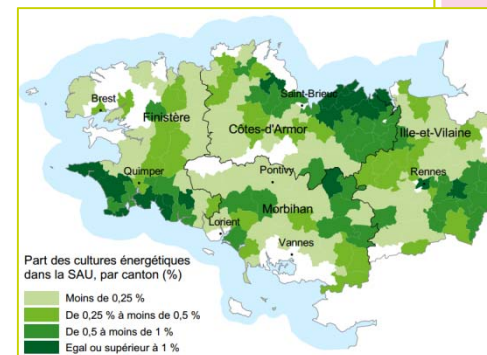 Saint-Brieuc
Brest
Finistère
Côtes-d'Armor
Ille-et-Vilaine
Pontivy
Rennes
Quimper
Morbihan
Lorient
Vannes
Part des cultures énergétiques
dans la SAU, par canton (%)
Moins de 0,25 %
De 0,25 % à moins de 0,5 %
De 0,5 à moins de 1 %
Egal ou supérieur à 1 %